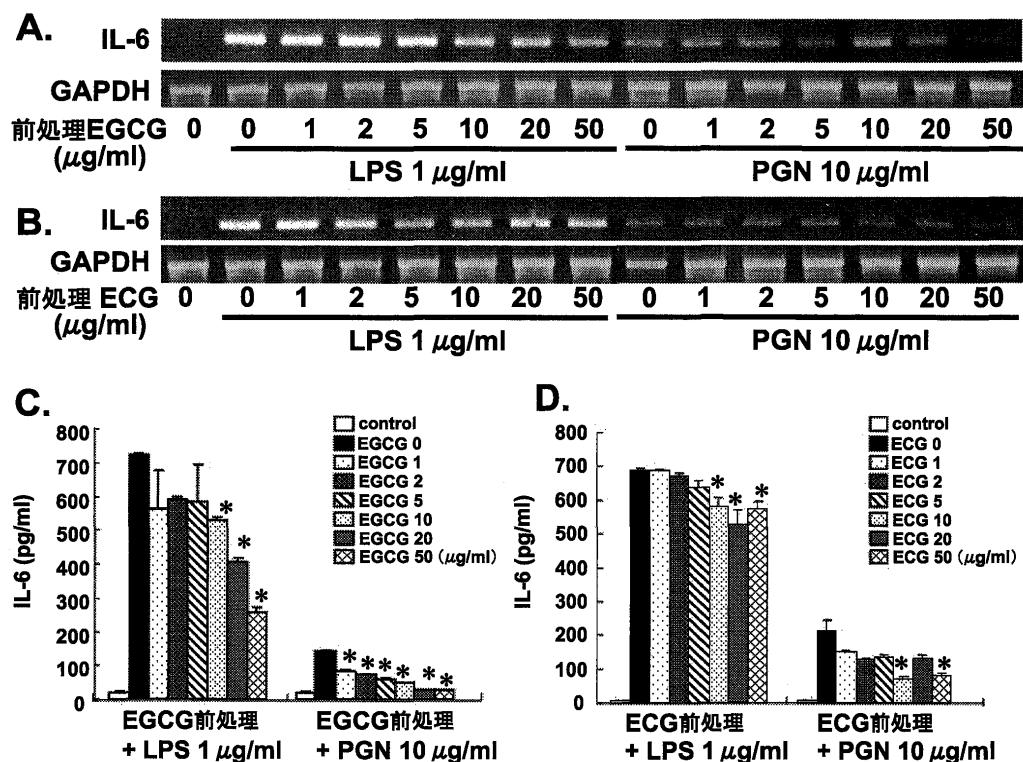 A.
IL-6
GAPDH
前処理EGCG 0 0 1 2 5 10 20 50 0 1 2 5 10 20 50
(μg/ml)
LPS 1 μg/ml PGN 10 μg/ml
B.
IL-6
GAPDH
前処理 ECG 0 0 1 2 5 10 20 50 0 1 2 5 10 20 50
(μg/ml)
LPS 1 μg/ml PGN 10 μg/ml
C.
IL-6 (pg/ml)
800
700
600
500
400
300
200
100
0
control
EGCG 0
EGCG 1
EGCG 2
EGCG 5
EGCG 10
EGCG 20
EGCG 50 (μg/ml)
* * *
* * * * * *
EGCG前処理 EGCG前処理
+ LPS 1 μg/ml + PGN 10 μg/ml
D.
IL-6 (pg/ml)
800
700
600
500
400
300
200
100
0
control
ECG 0
ECG 1
ECG 2
ECG 5
ECG 10
ECG 20
ECG 50 (μg/ml)
* * *
* *
ECG前処理 ECG前処理
+ LPS 1 μg/ml + PGN 10 μg/ml